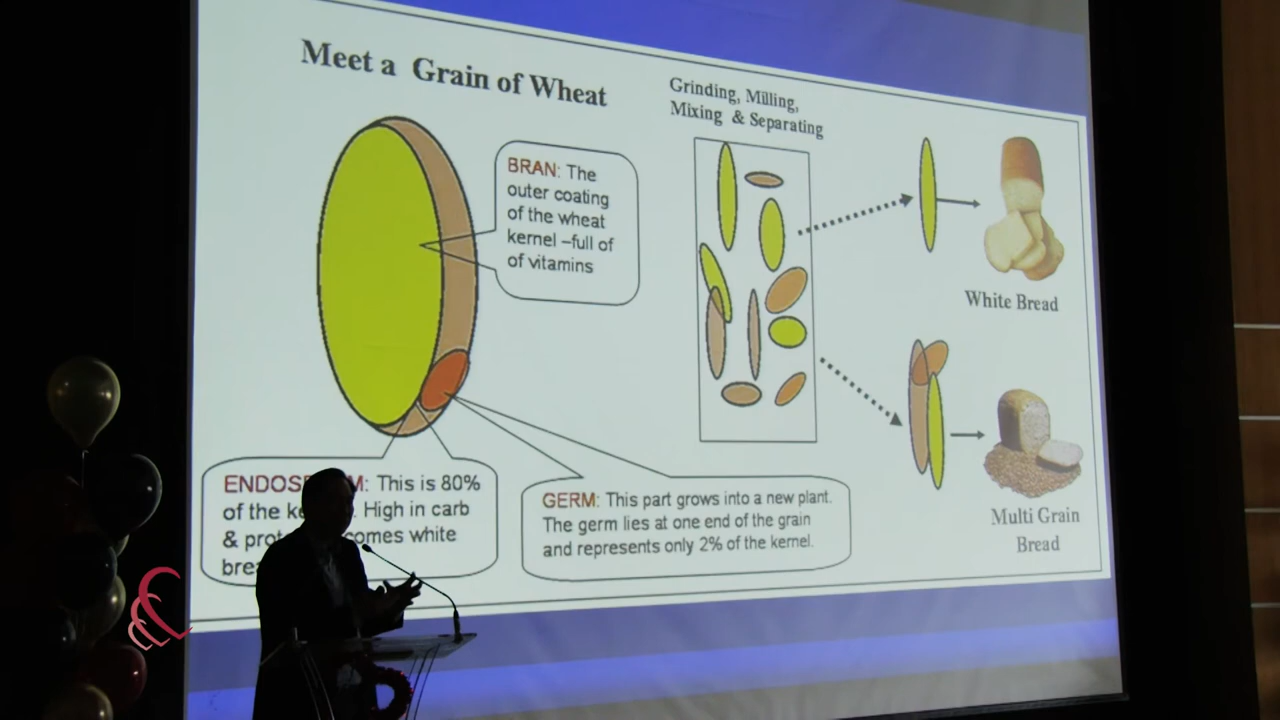 Meet a Grain of Wheat
Grinding, Milling,
Mixing & Separating
BRAN: The
outer coating
of the wheat
kernel –full of
of vitamins
White Bread
ENDOS M: This is 80%
of the ke . High in carb
& prot comes white
brea
GERM: This part grows into a new plant.
The germ lies at one end of the grain
and represents only 2% of the kernel.
Multi Grain
Bread